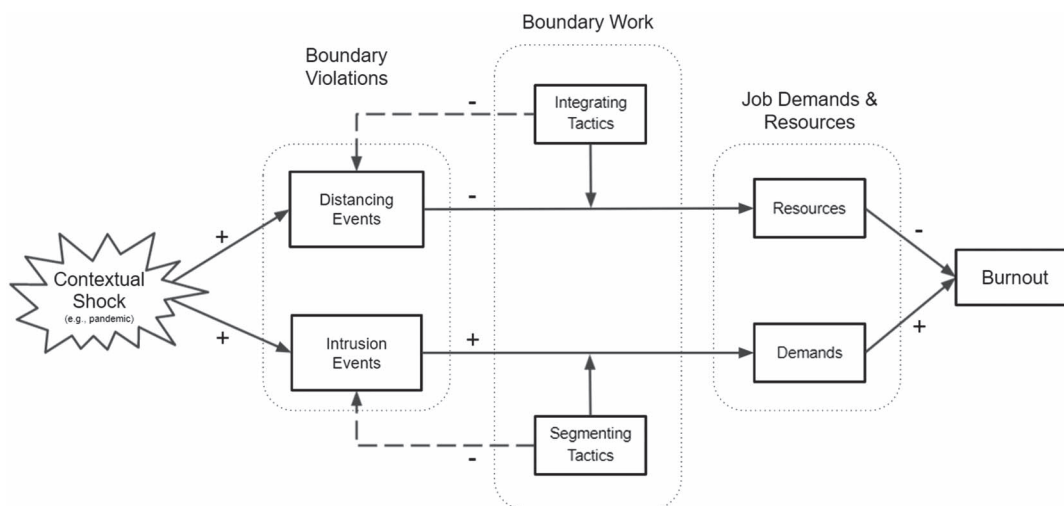 Boundary Work
Boundary
Violations
-
Integrating
Tactics
Job Demands &
Resources
Distancing
Events
-
Resources
+
-
Contextual
Shock
(e.g., pandemic)
Burnout
+
Intrusion
Events
+
Demands
+
Segmenting
Tactics
-